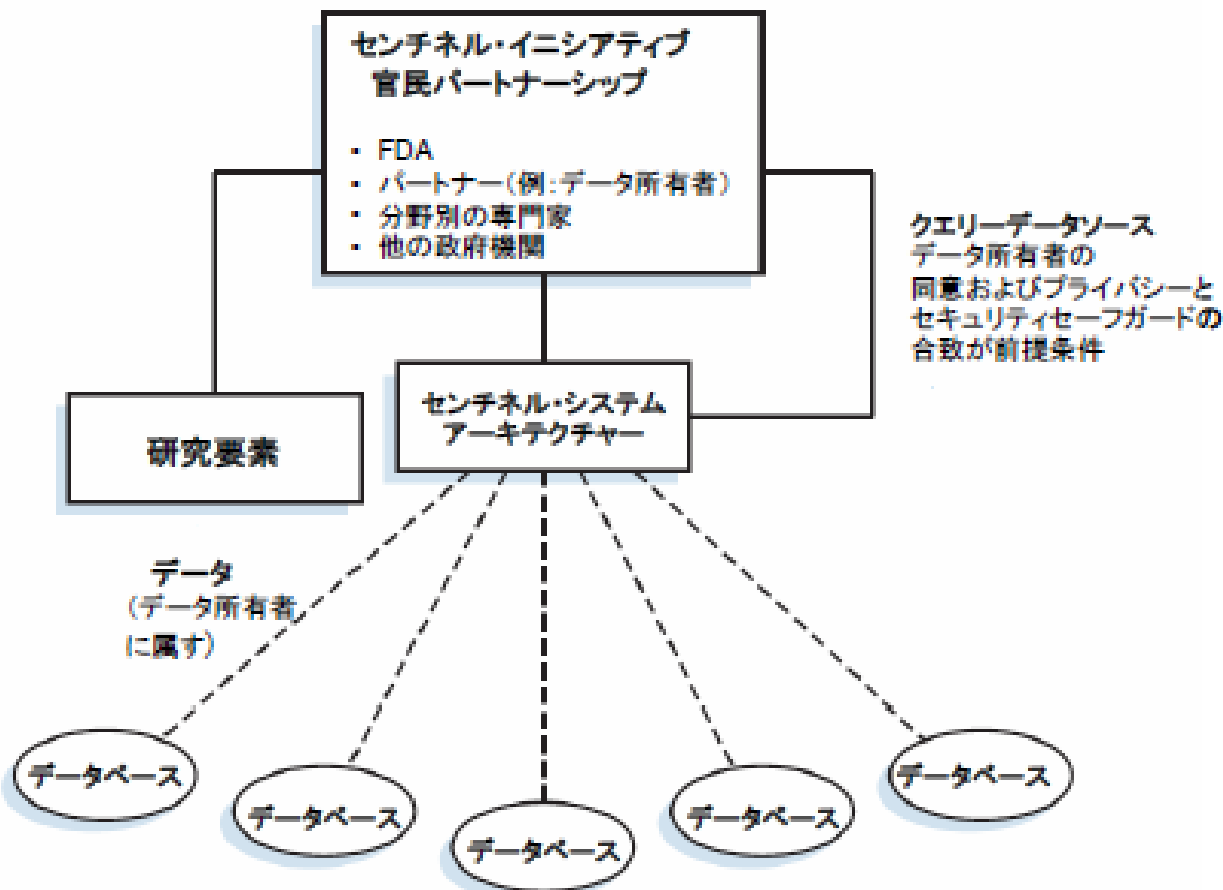 センチネル・イニシアティブ
官民パートナーシップ
・ FDA
・ パートナー(例:データ所有者)
・ 分野別の専門家
・ 他の政府機関
クエリーデータソース
データ所有者の
同意およびプライバシーと
セキュリティセーフガードの
合致が前提条件
研究要素
センチネル・システム
アーキテクチャー
データ
(データ所有者
に属す)
データベース
データベース
データベース
データベース
データベース